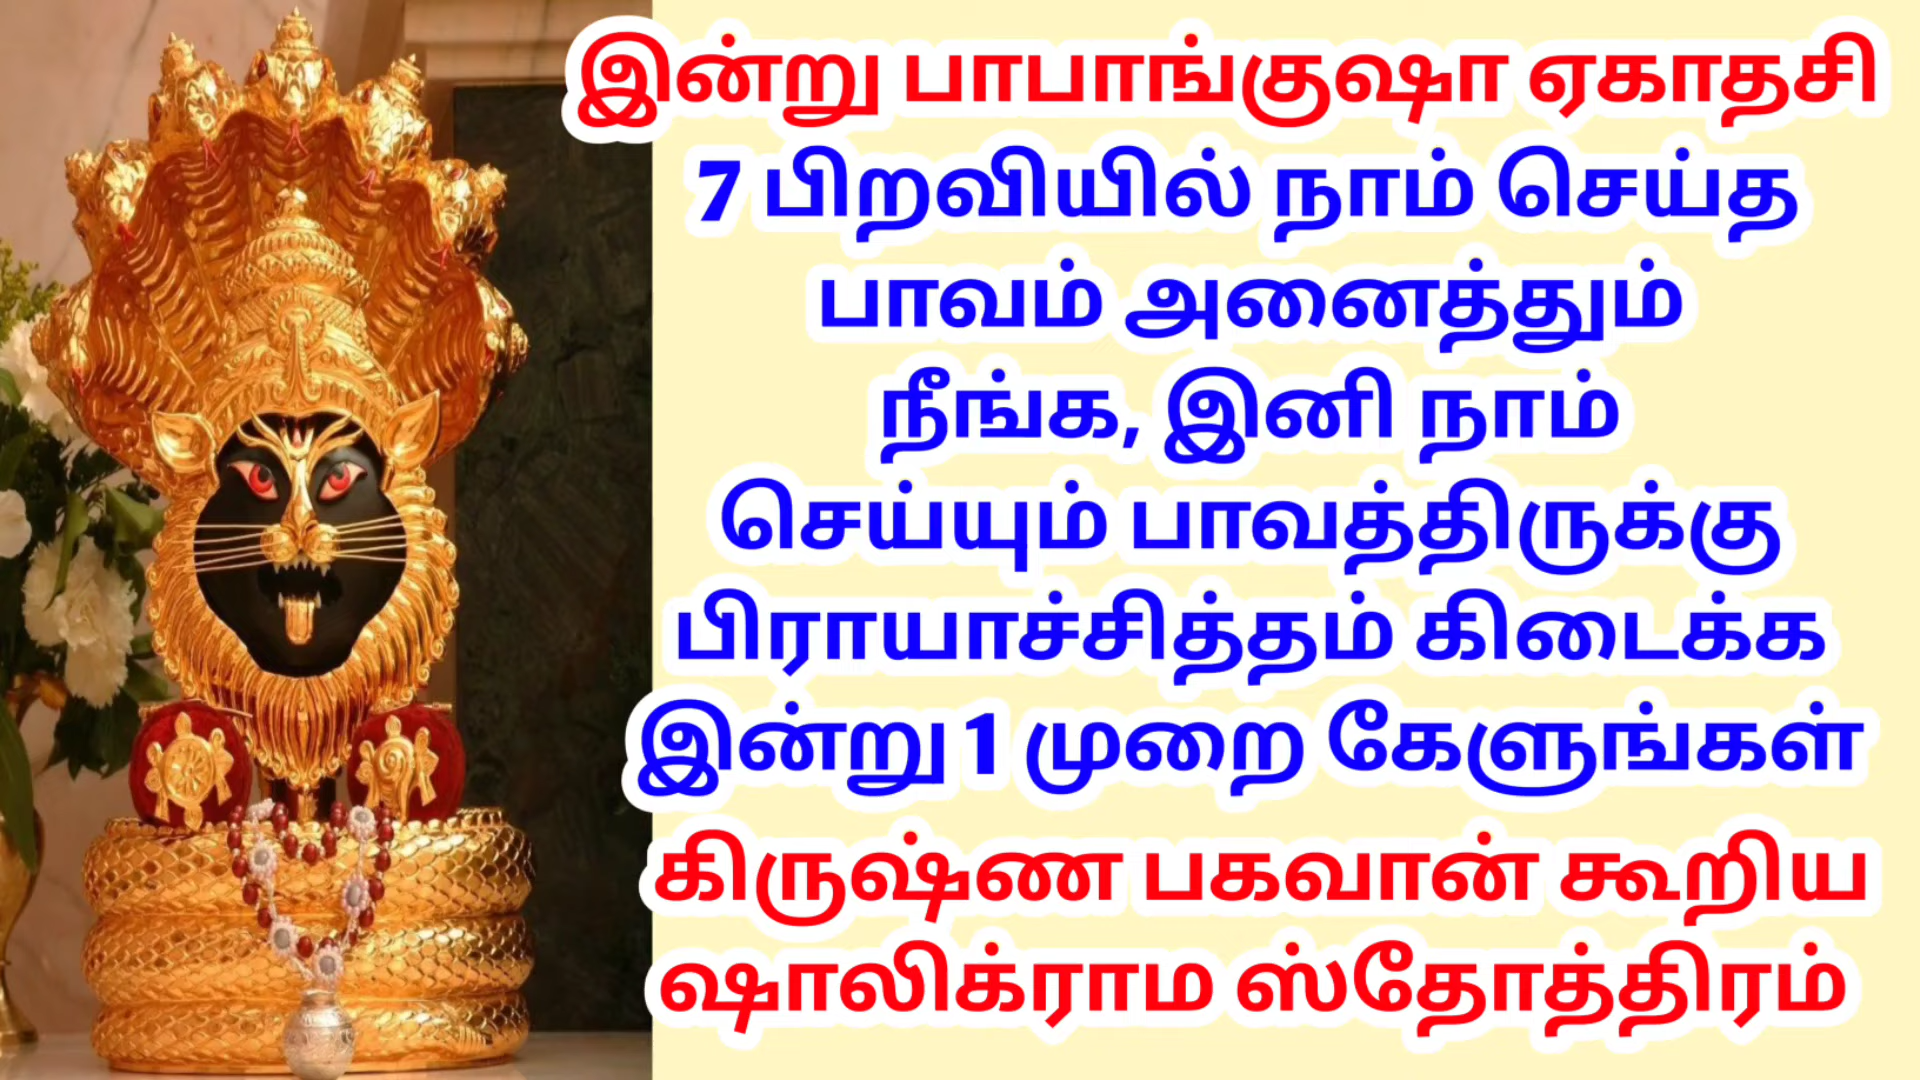 இன்று பாபாங்குஷா ஏகாதசி
7 பிறவியில் நாம் செய்த
பாவம் அனைத்தும்
நீங்க, இனி நாம்
செய்யும் பாவத்திருக்கு
பிராயாச்சித்தம் கிடைக்க
இன்று 1 முறை கேளுங்கள்
கிருஷ்ண பகவான் கூறிய
ஷாலிக்ராம ஸ்தோத்திரம்